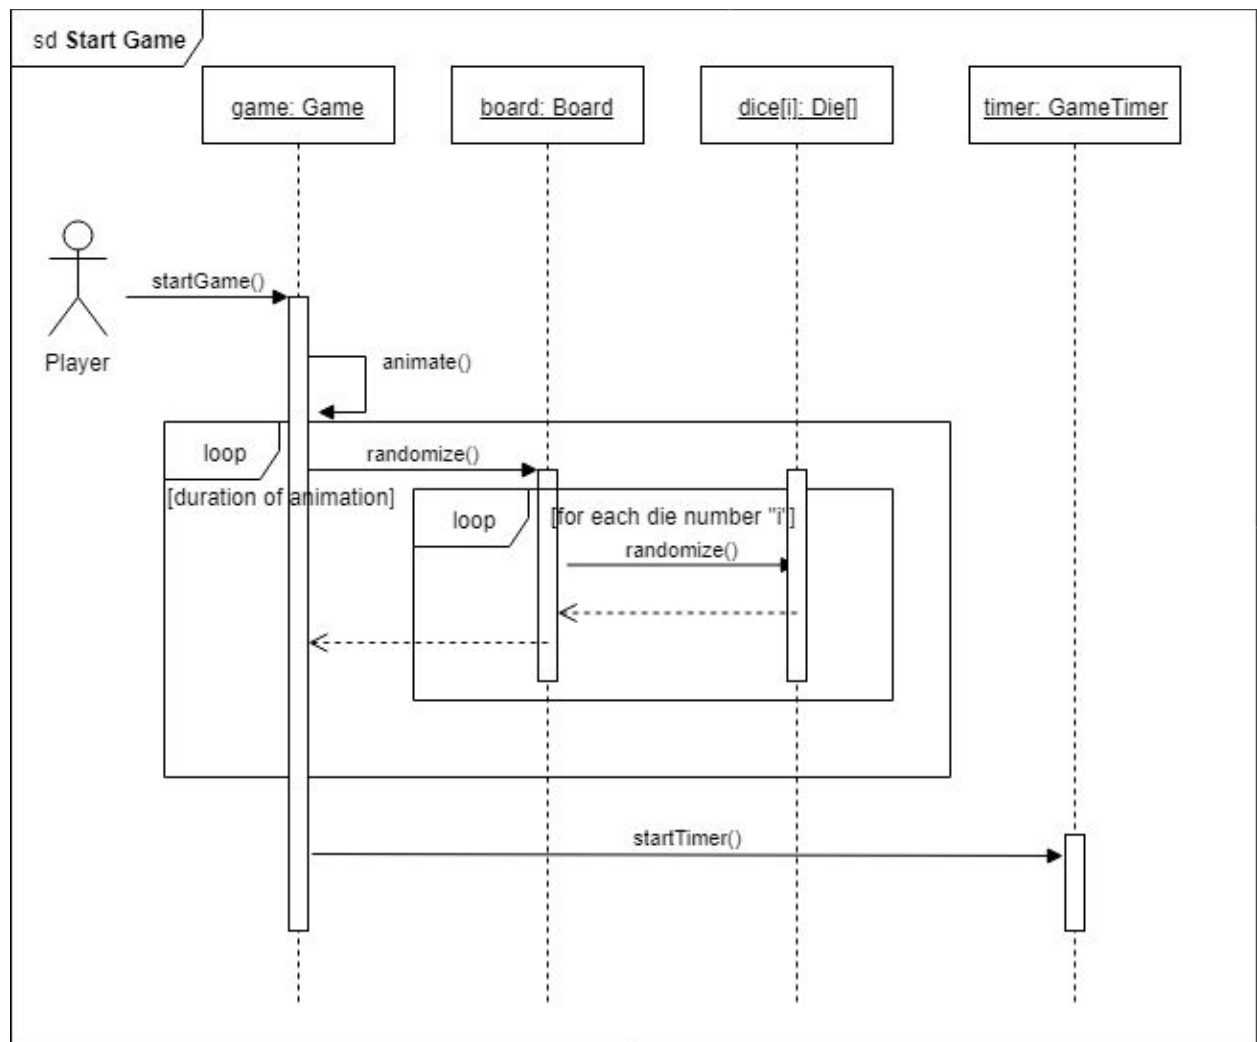 sd Start Game
game: Game
board: Board
dice[i]: Die[]
timer: GameTimer
startGame()
Player
animate()
loop
randomize()
[duration of animation]
loop
[for each die number "i"]
randomize()
startTimer()